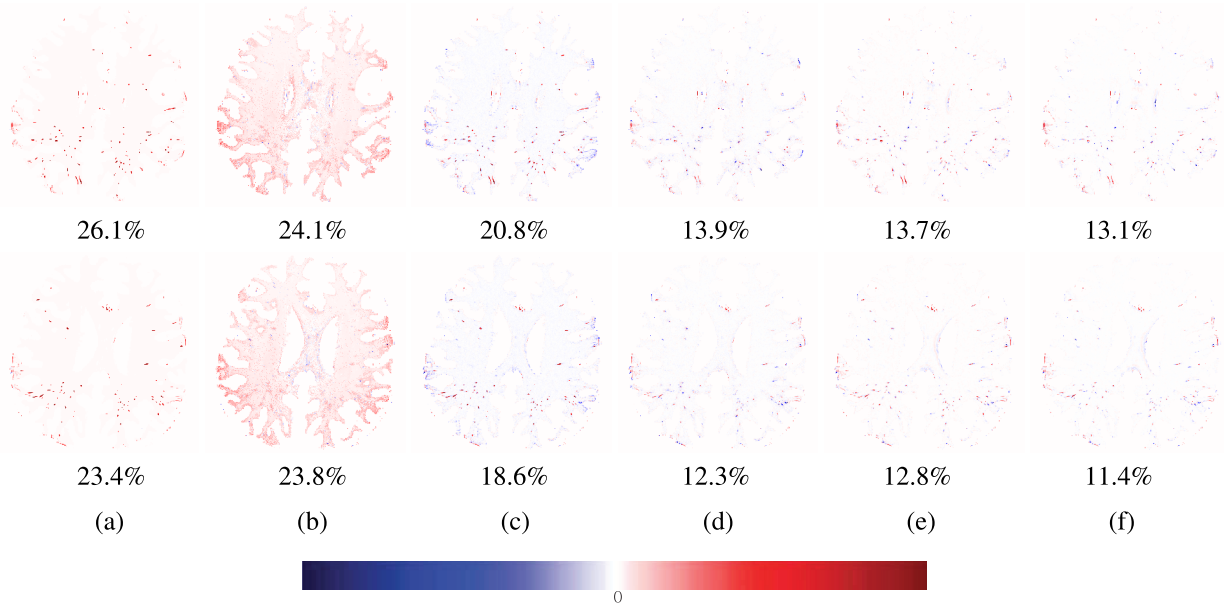 26.1% 24.1% 20.8% 13.9% 13.7% 13.1%
23.4% 23.8% 18.6% 12.3% 12.8% 11.4%
(a) (b) (c) (d) (e) (f)
0